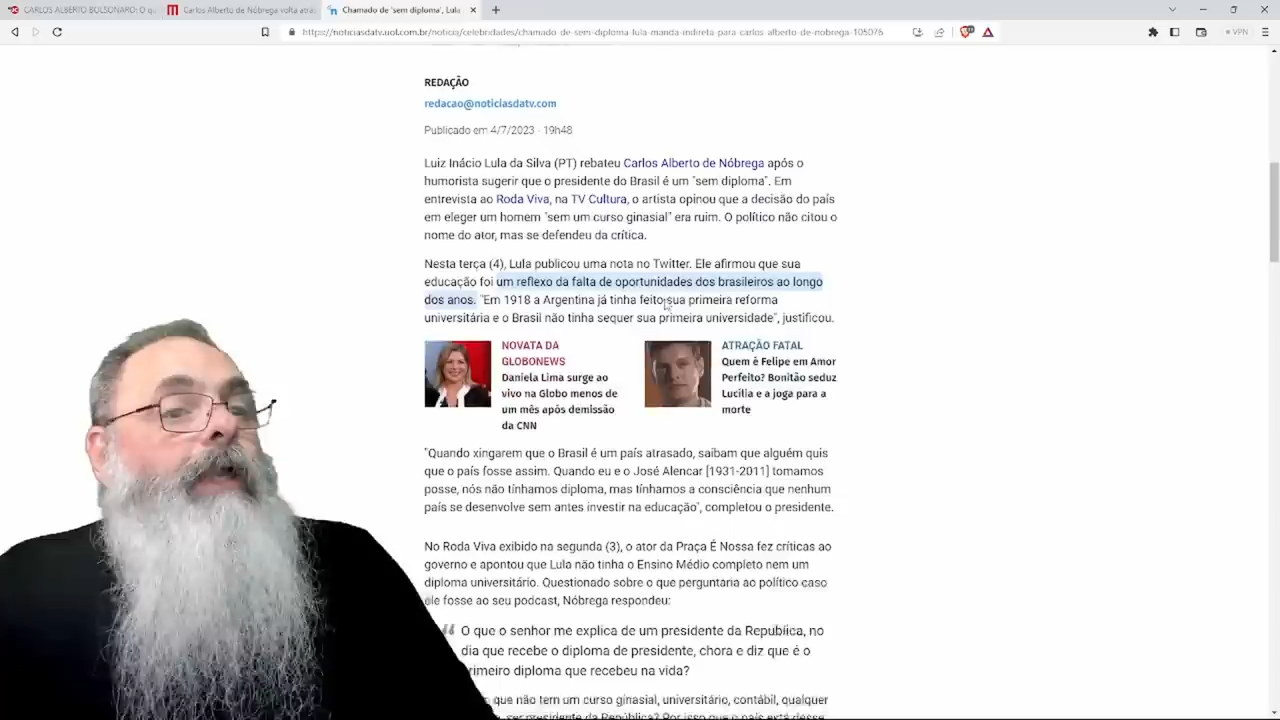 CARLOS ALBERTO BOLSONARO: O qu
Carlos Alberto de Nóbrega volta atrás
Chamado de 'sem diploma', Lula
https://noticiasdatv.uol.com.br/noticia/celebridades/chamado-de-sem-diploma-lula-manda-indireta-para-carlos-alberto-de-nobrega-105076
VPN
REDAÇÃO
redacao@noticiasdatv.com
Publicado em 4/7/2023 - 19h48
Luiz Inácio Lula da Silva (PT) rebateu Carlos Alberto de Nóbrega após o
humorista sugerir que o presidente do Brasil é um "sem diploma". Em
entrevista ao Roda Viva, na TV Cultura, o artista opinou que a decisão do país
em eleger um homem "sem um curso ginasial" era ruim. O político não citou o
nome do ator, mas se defendeu da crítica.
Nesta terça (4), Lula publicou uma nota no Twitter. Ele afirmou que sua
educação foi um reflexo da falta de oportunidades dos brasileiros ao longo
dos anos. "Em 1918 a Argentina já tinha feito sua primeira reforma
universitária e o Brasil não tinha sequer sua primeira universidade", justificou.
NOVATA DA
GLOBONEWS
Daniela Lima surge ao
vivo na Globo menos de
um mês após demissão
da CNN
ATRAÇÃO FATAL
Quem é Felipe em Amor
Perfeito? Bonitão seduz
Lucília e a joga para a
morte
"Quando xingarem que o Brasil é um país atrasado, saibam que alguém quis
que o país fosse assim. Quando eu e o José Alencar [1931-2011] tomamos
posse, nós não tínhamos diploma, mas tínhamos a consciência que nenhum
país se desenvolve sem antes investir na educação", completou o presidente.
No Roda Viva exibido na segunda (3), o ator da Praça É Nossa fez críticas ao
governo e apontou que Lula não tinha o Ensino Médio completo nem um
diploma universitário. Questionado sobre o que perguntaria ao político caso
ele fosse ao seu podcast, Nóbrega respondeu:
“ O que o senhor me explica de um presidente da República, no
dia que recebe o diploma de presidente, chora e diz que é o
primeiro diploma que recebeu na vida?
que não tem um curso ginasial, universitário, contábil, qualquer
ser presidente da República? Por isso que o país está desse